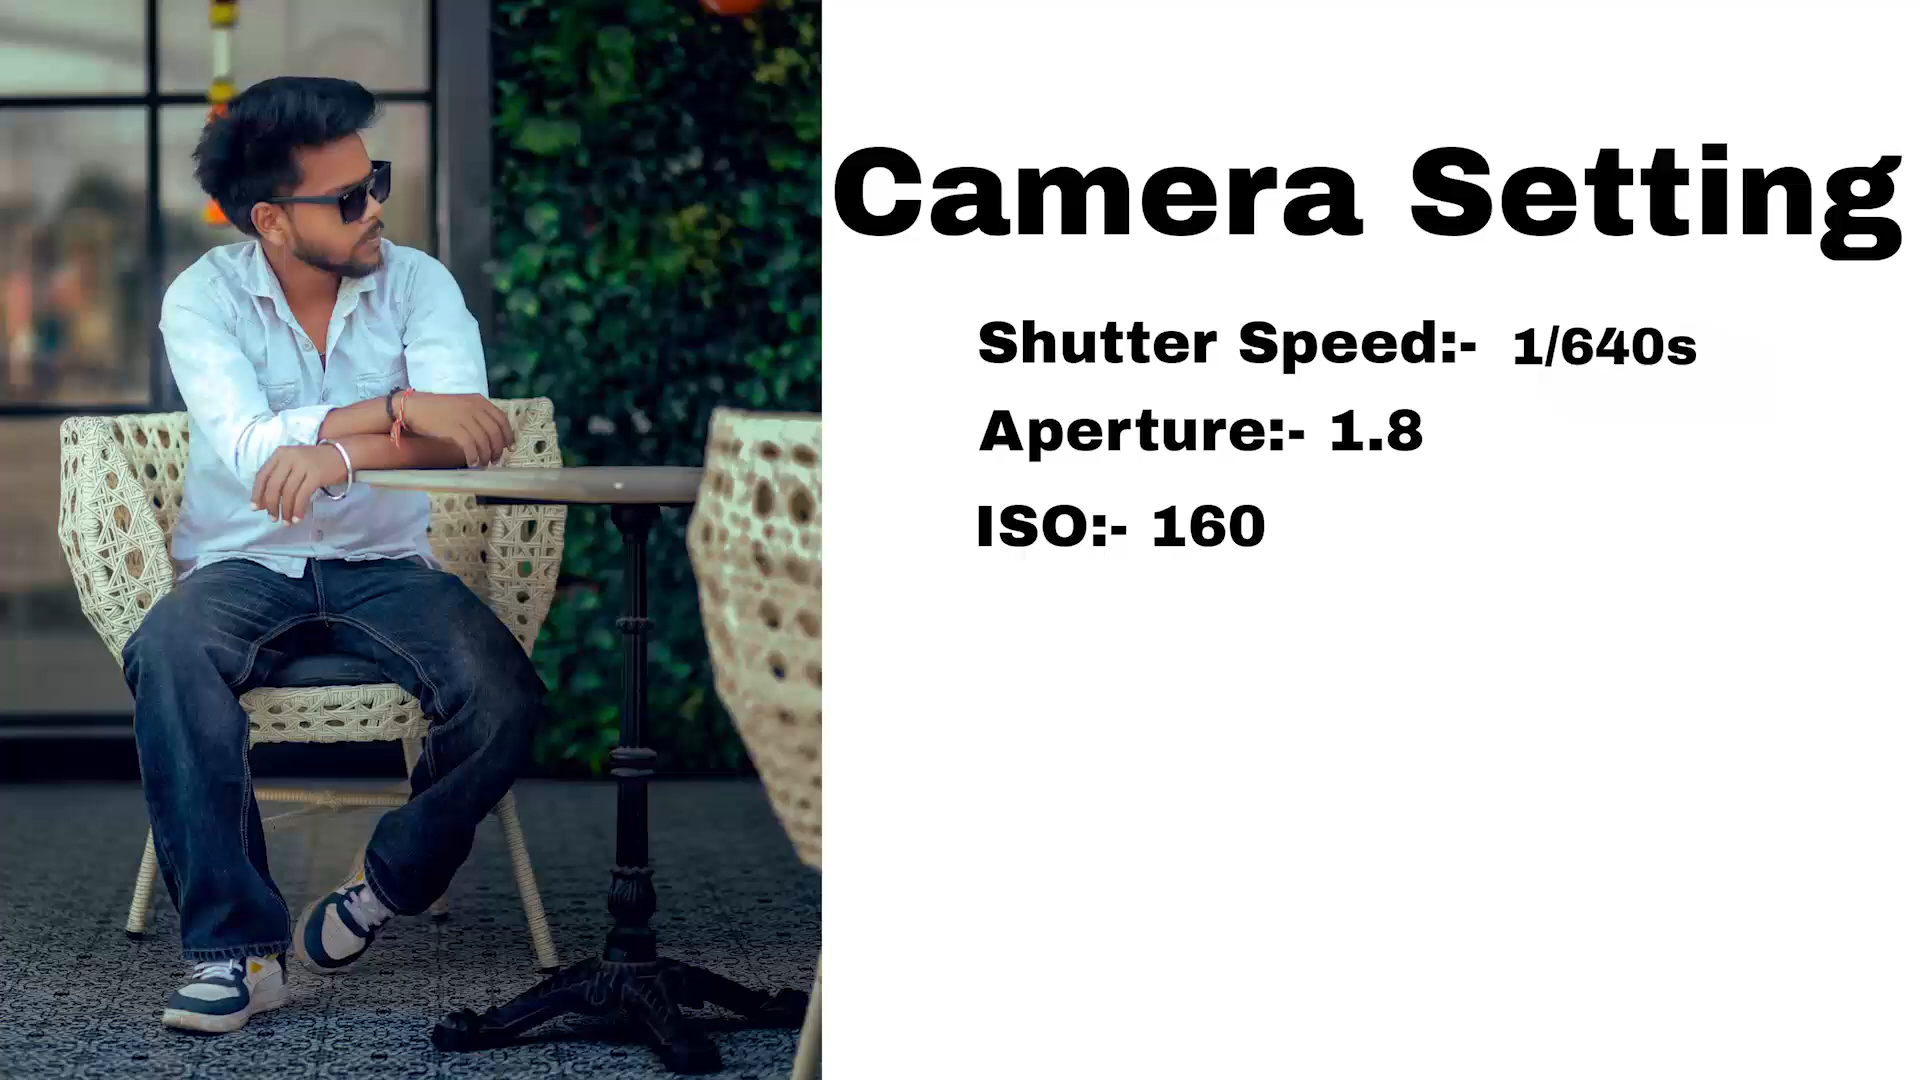 Camera Setting
Shutter Speed:- 1/640s
Aperture:- 1.8
ISO:- 160